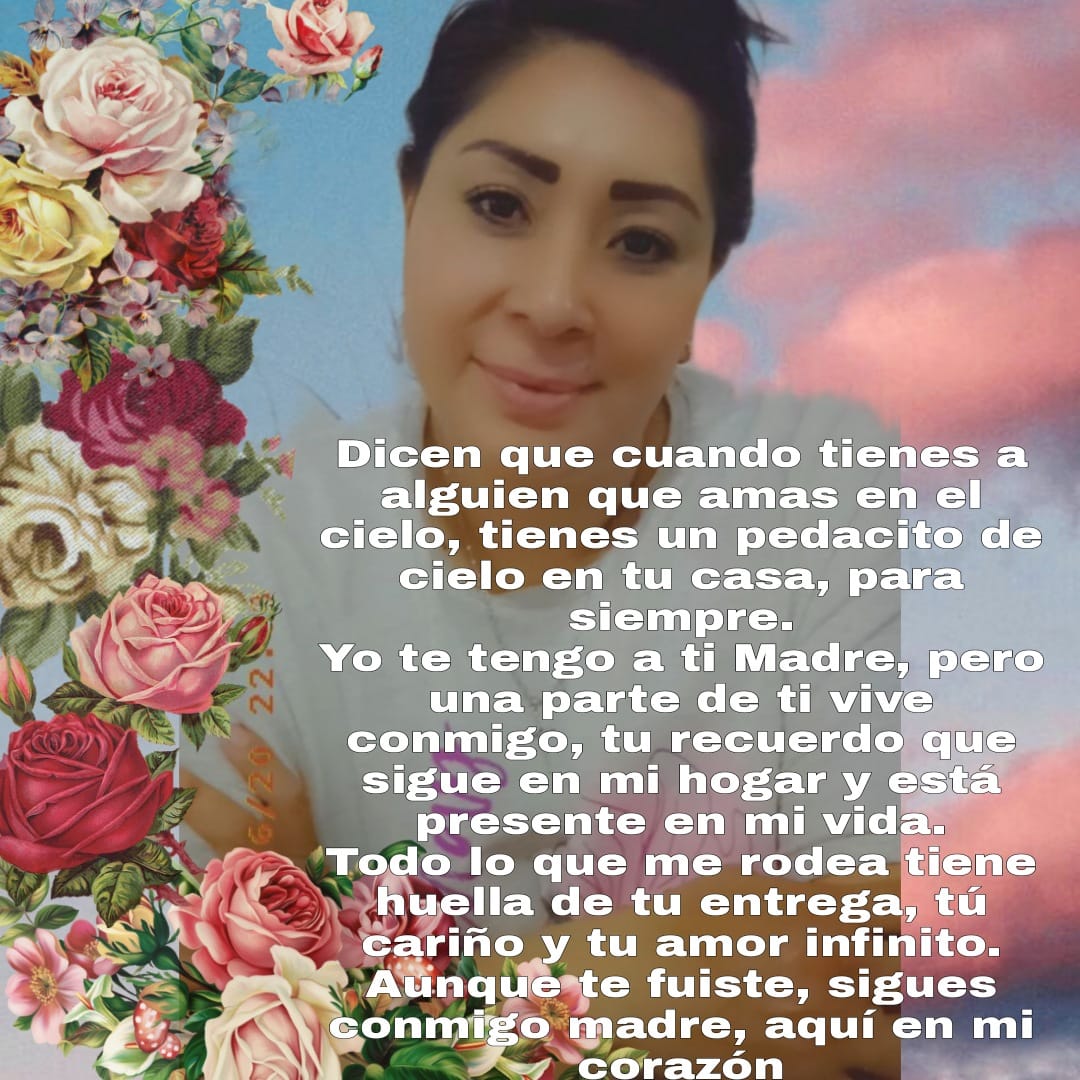 Dicen que cuando tienes a
alguien que amas en el
cielo, tienes un pedacito de
cielo en tu casa, para
siempre.
Yo te tengo a ti Madre, pero
una parte de ti vive
conmigo, tu recuerdo que
sigue en mi hogar y está
presente en mi vida.
Todo lo que me rodea tiene
huella de tu entrega, tú
cariño y tu amor infinito.
Aunque te fuiste, sigues
conmigo madre, aquí en mi
corazón